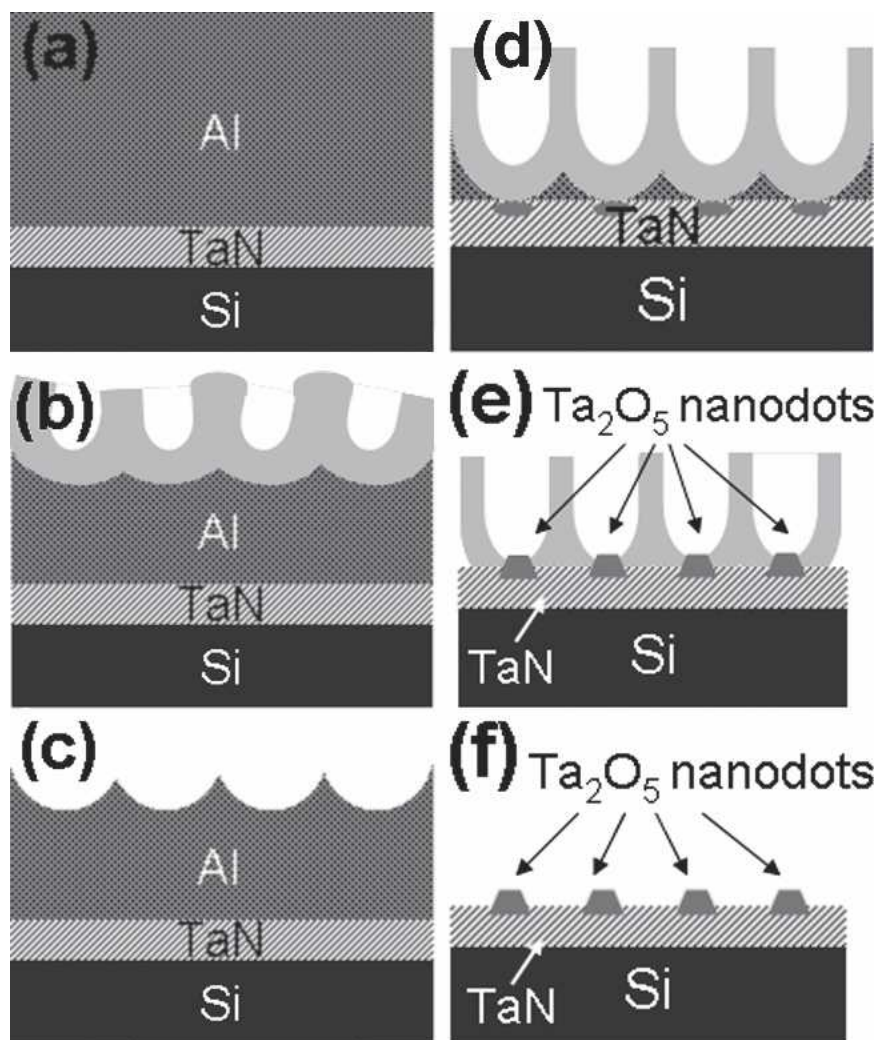 (a)
Al
TaN
Si
(b)
Al
TaN
Si
(c)
Al
TaN
Si
(d)
TaN
Si
(e)
Ta₂O₅ nanodots
TaN
Si
(f)
Ta₂O₅ nanodots
TaN
Si